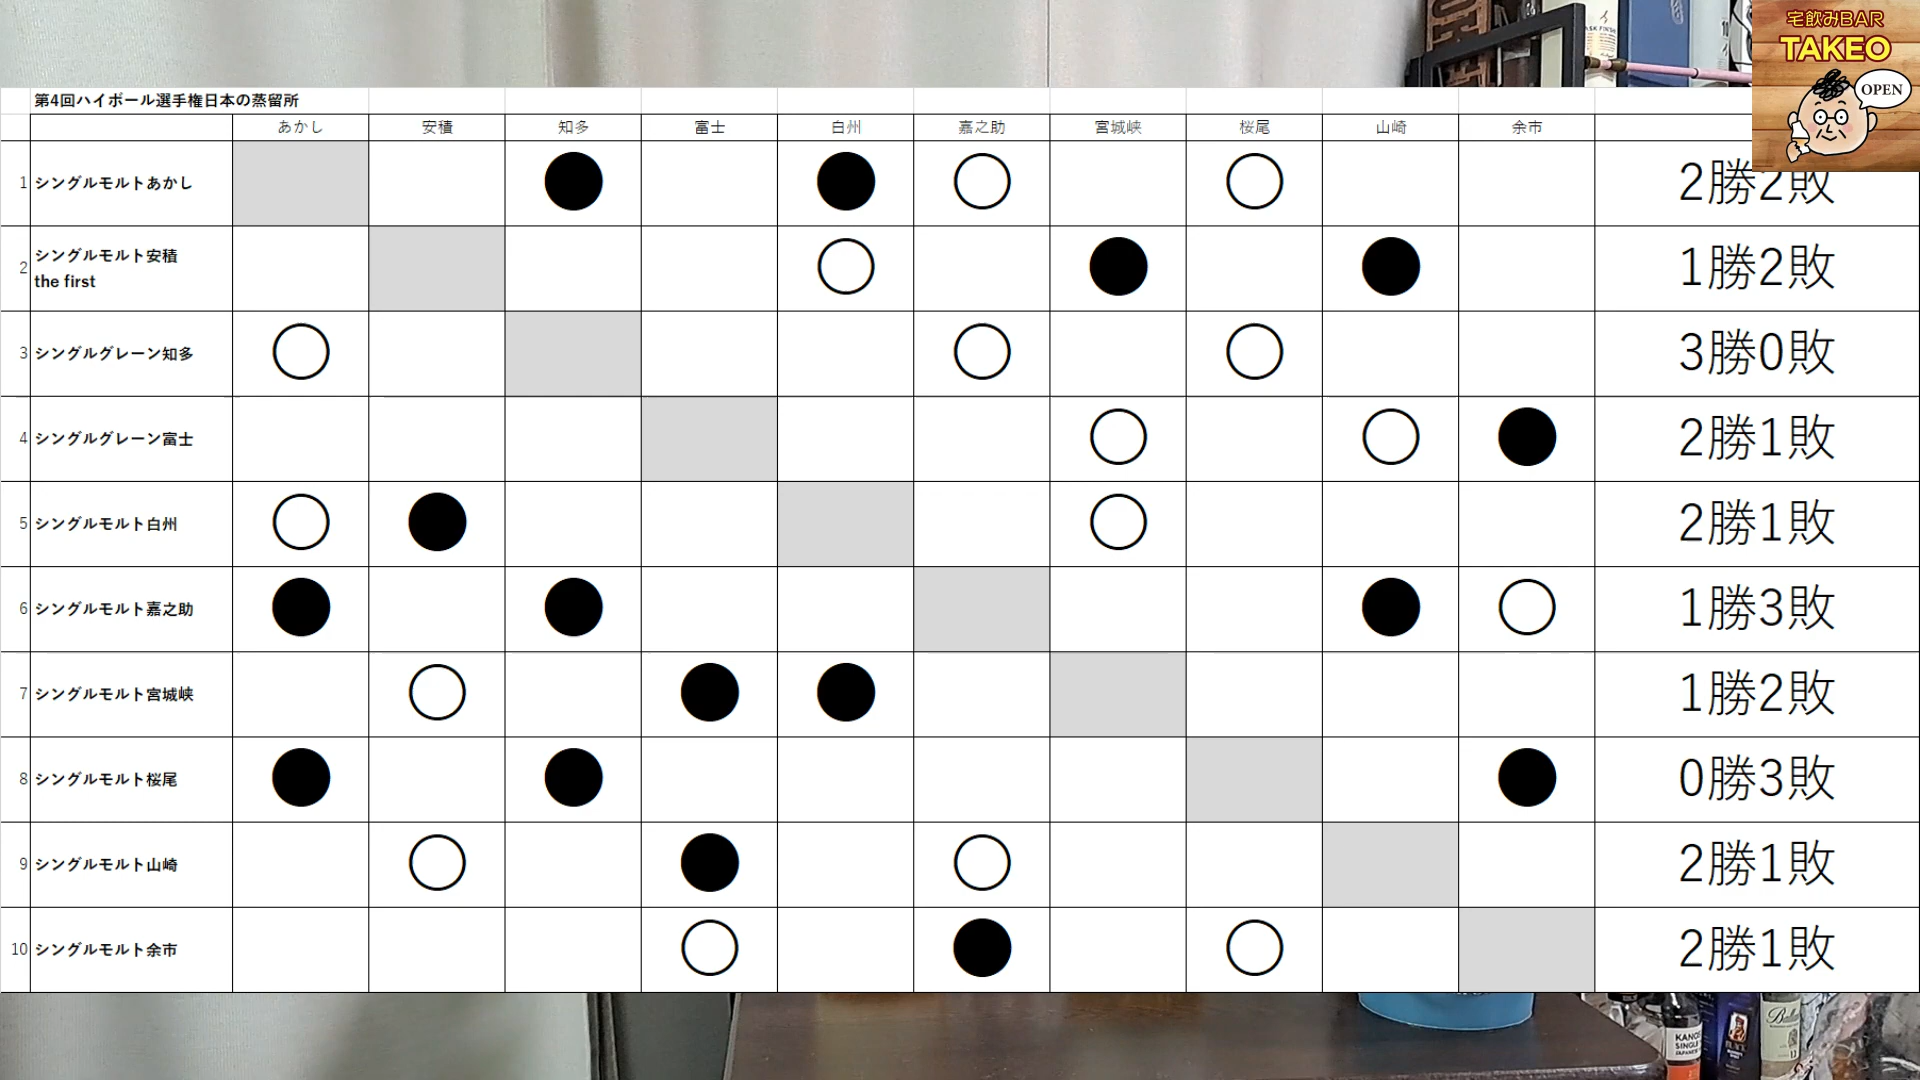 宅飲みBAR
TAKEO
OPEN
第4回ハイボール選手権日本の蒸留所
あかし 安積 知多 富士 白州 嘉之助 宮城峡 桜尾 山崎 余市
1 シングルモルトあかし ● ● ○ ○ 2勝2敗
2 シングルモルト安積
the first ○ ● ● 1勝2敗
3 シングルグレーン知多 ○ ○ ○ 3勝0敗
4 シングルグレーン富士 ○ ○ ● 2勝1敗
5 シングルモルト白州 ○ ● ○ 2勝1敗
6 シングルモルト嘉之助 ● ● ● ○ 1勝3敗
7 シングルモルト宮城峡 ○ ● ● 1勝2敗
8 シングルモルト桜尾 ● ● ● 0勝3敗
9 シングルモルト山崎 ○ ● ○ 2勝1敗
10 シングルモルト余市 ○ ● ○ 2勝1敗
SINGLE